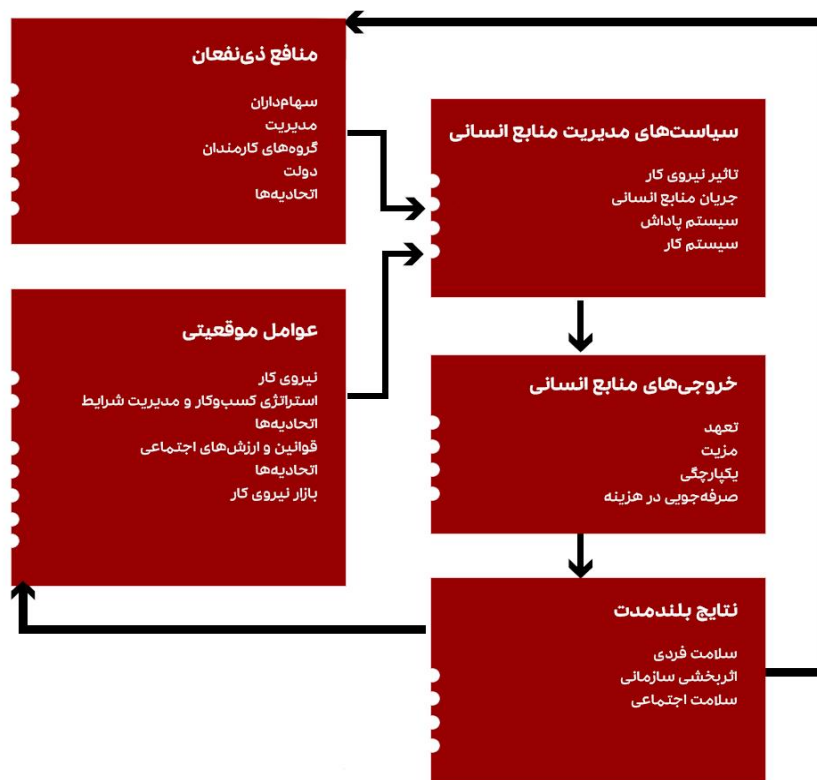 منافع ذی‌نفعان
سهام‌داران
مدیریت
گروه‌های کارمندان
دولت
اتحادیه‌ها
سیاست‌های مدیریت منابع انسانی
تاثیر نیروی کار
جریان منابع انسانی
سیستم پاداش
سیستم کار
عوامل موقعیتی
نیروی کار
استراتژی کسب‌وکار و مدیریت شرایط
اتحادیه‌ها
قوانین و ارزش‌های اجتماعی
اتحادیه‌ها
بازار نیروی کار
خروجی‌های منابع انسانی
تعهد
مزیت
یکپارچگی
صرفه‌جویی در هزینه
نتایج بلندمدت
سلامت فردی
اثربخشی سازمانی
سلامت اجتماعی